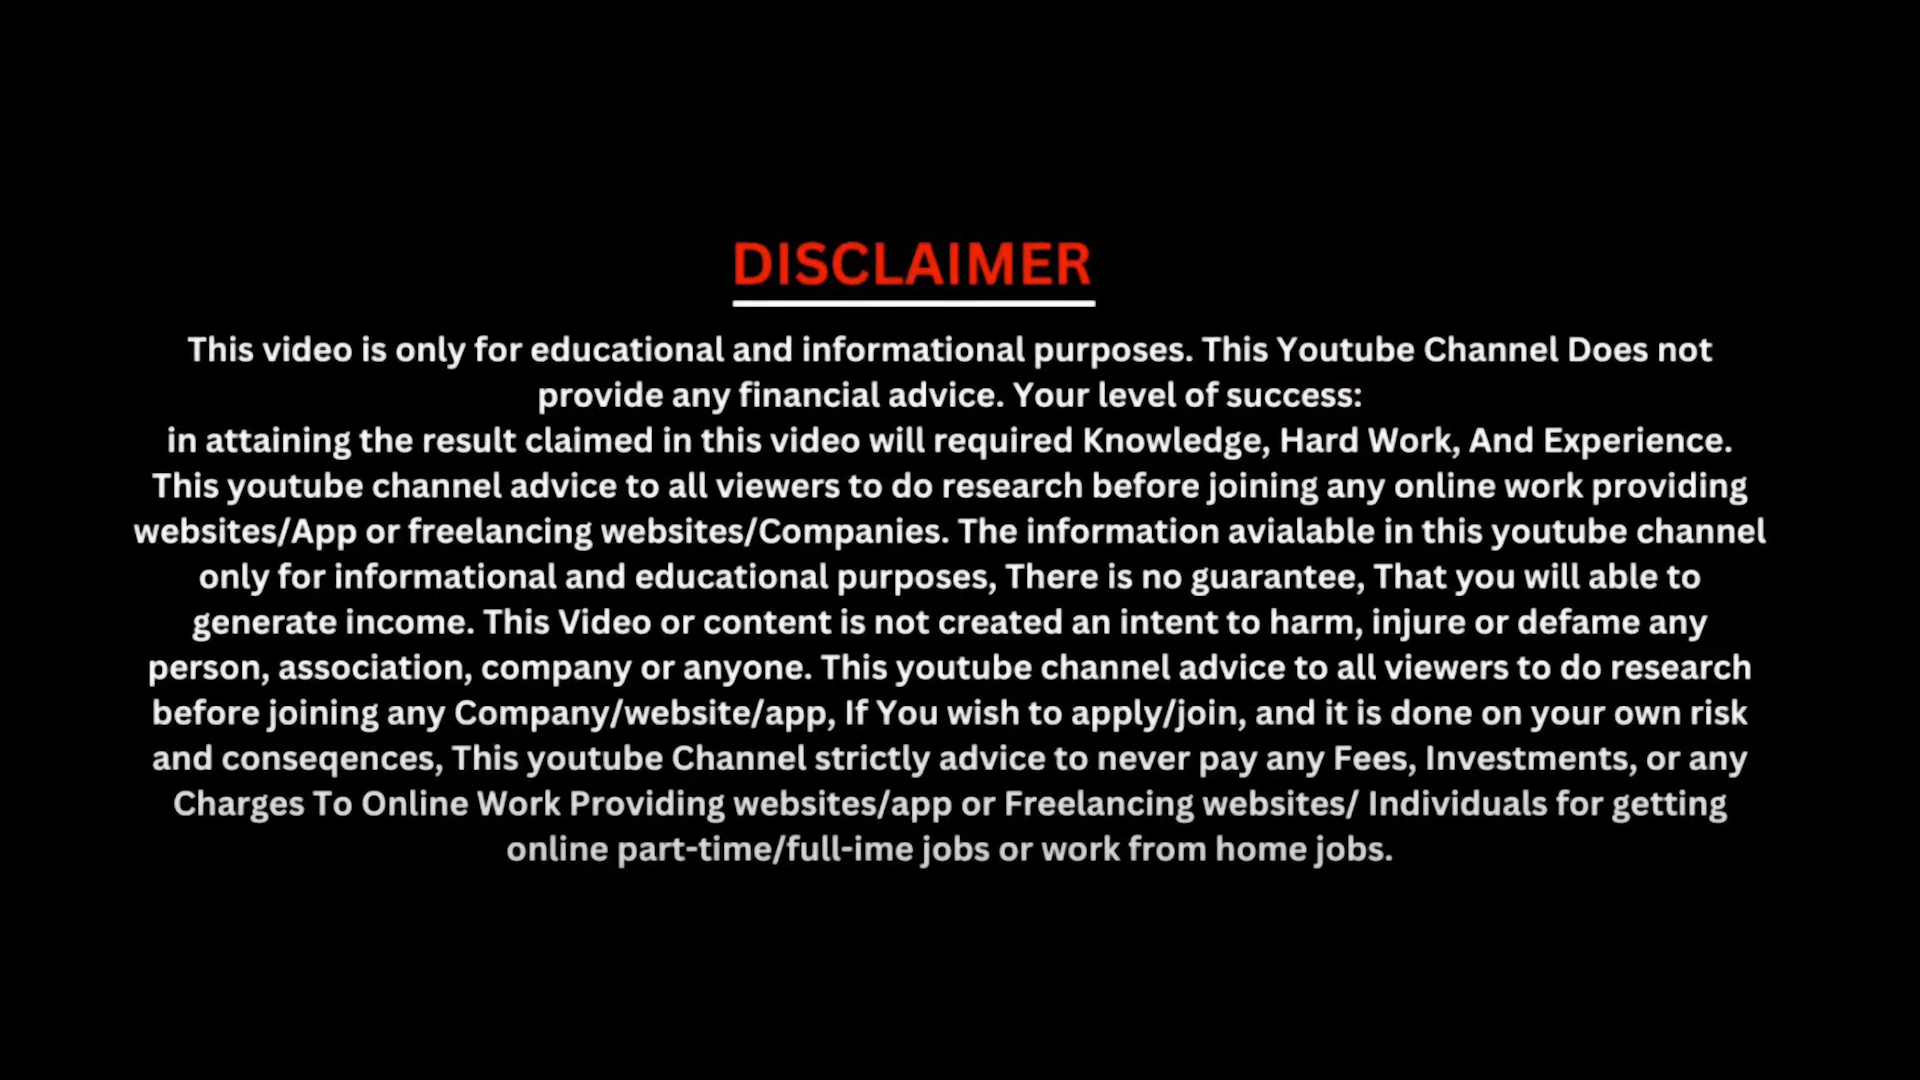 DISCLAIMER
This video is only for educational and informational purposes. This Youtube Channel Does not
provide any financial advice. Your level of success:
in attaining the result claimed in this video will required Knowledge, Hard Work, And Experience.
This youtube channel advice to all viewers to do research before joining any online work providing
websites/App or freelancing websites/Companies. The information avialable in this youtube channel
only for informational and educational purposes, There is no guarantee, That you will able to
generate income. This Video or content is not created an intent to harm, injure or defame any
person, association, company or anyone. This youtube channel advice to all viewers to do research
before joining any Company/website/app, If You wish to apply/join, and it is done on your own risk
and conseqences, This youtube Channel strictly advice to never pay any Fees, Investments, or any
Charges To Online Work Providing websites/app or Freelancing websites/ Individuals for getting
online part-time/full-ime jobs or work from home jobs.